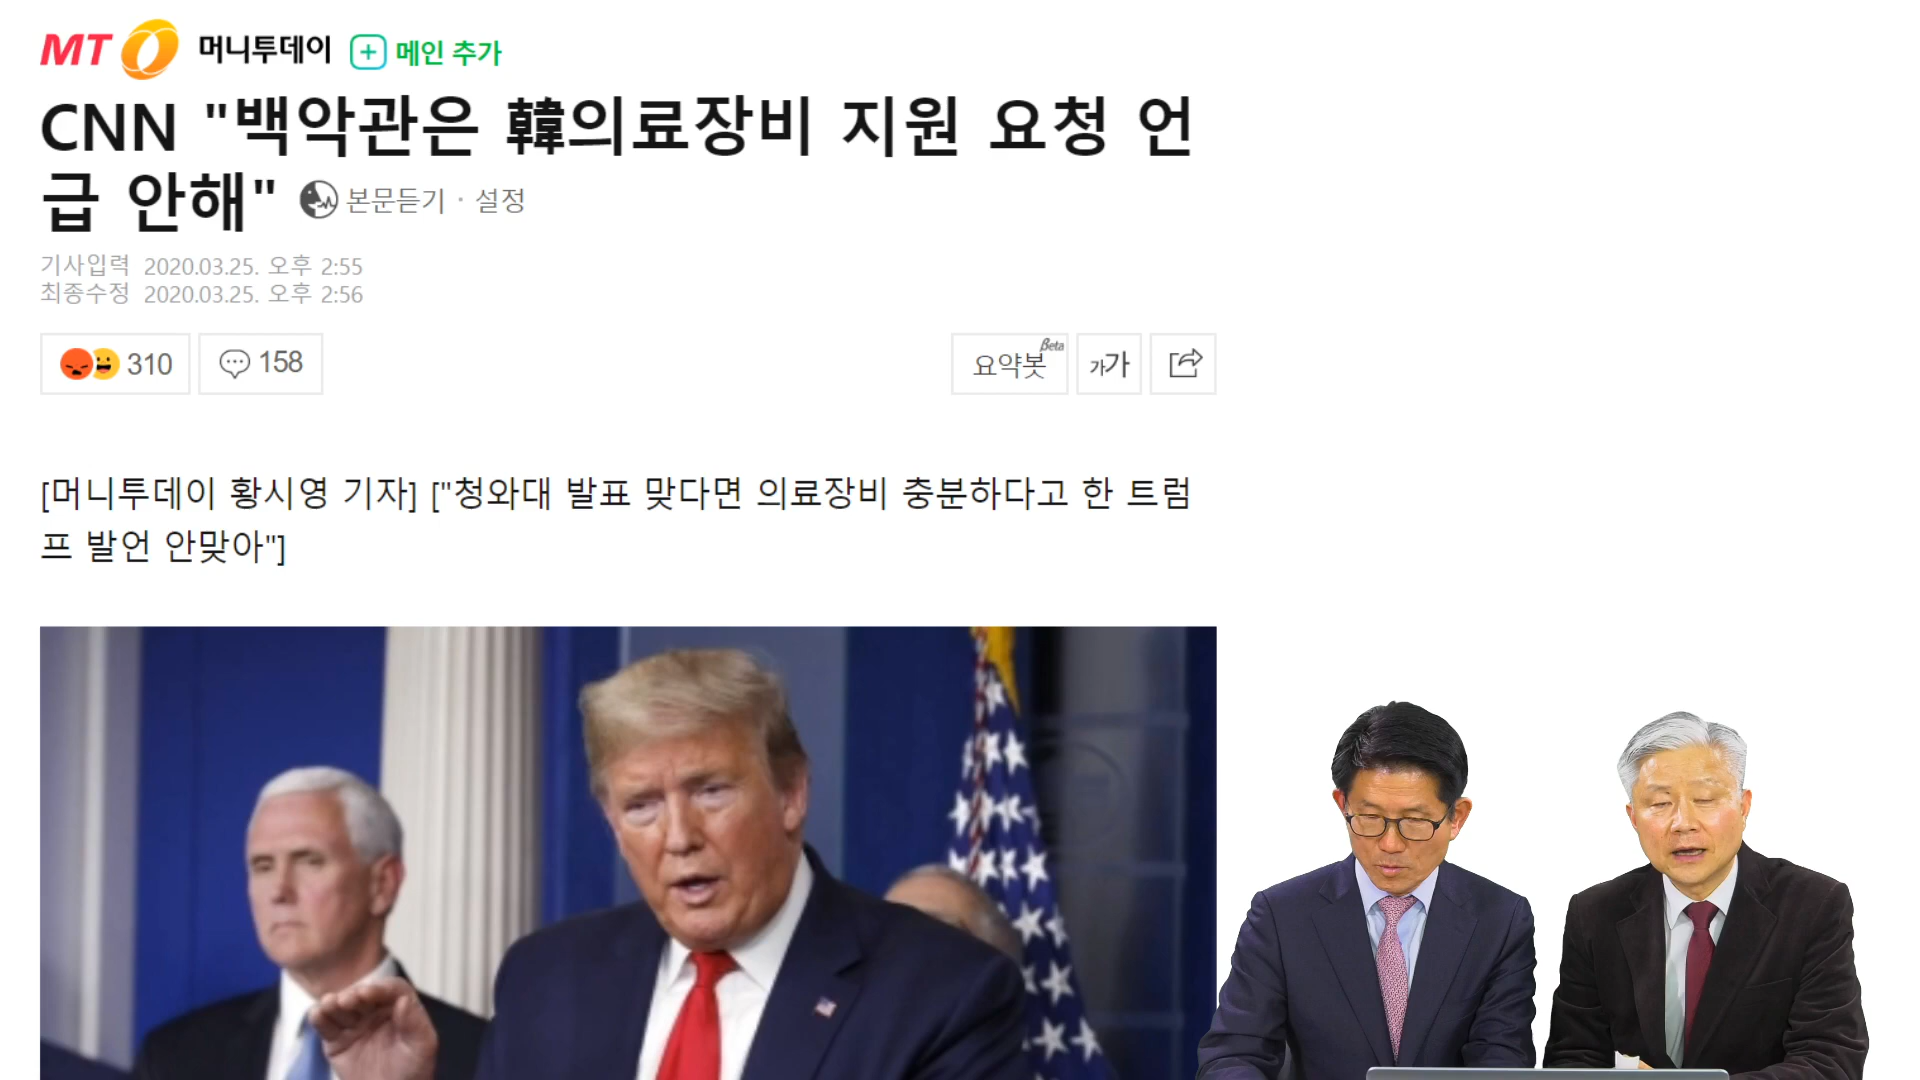 MT 머니투데이 메인 추가
CNN "백악관은 韓의료장비 지원 요청 언
급 안해" 본문듣기 · 설정
기사입력 2020.03.25. 오후 2:55
최종수정 2020.03.25. 오후 2:56
310 158 요약봇 Beta 가가
[머니투데이 황시영 기자] ["청와대 발표 맞다면 의료장비 충분하다고 한 트럼
프 발언 안맞아"]